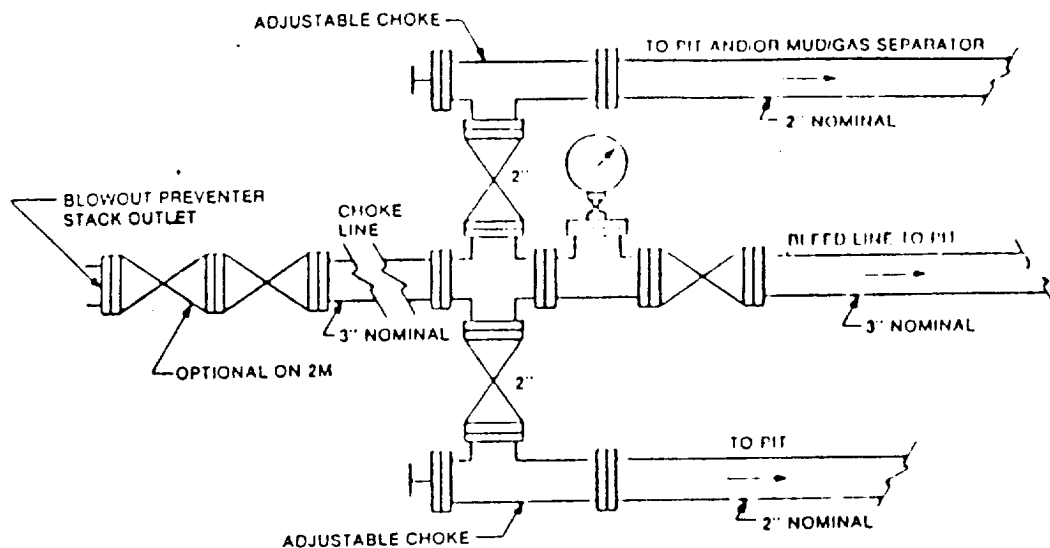 ADJUSTABLE CHOKE
TO PIT AND/OR MUD/GAS SEPARATOR
2" NOMINAL
2"
BLOWOUT PREVENTER
STACK OUTLET
CHOKE
LINE
BLEED LINE TO PIT
3" NOMINAL
3" NOMINAL
OPTIONAL ON 2M
2"
TO PIT
2" NOMINAL
ADJUSTABLE CHOKE